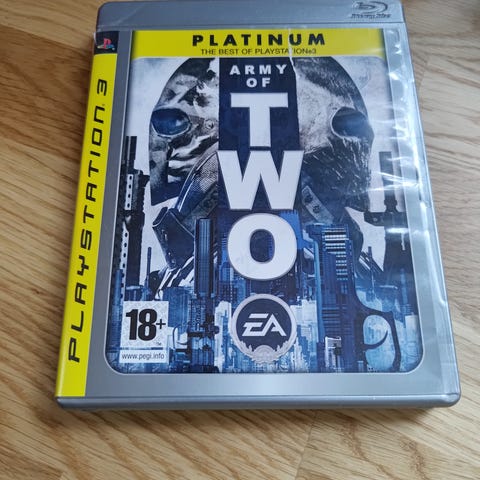 Blu-ray Disc
PLATINUM
THE BEST OF PLAYSTATION®3
ARMY
OF
TWO
EA
18+
www.pegi.info
PLAYSTATION 3